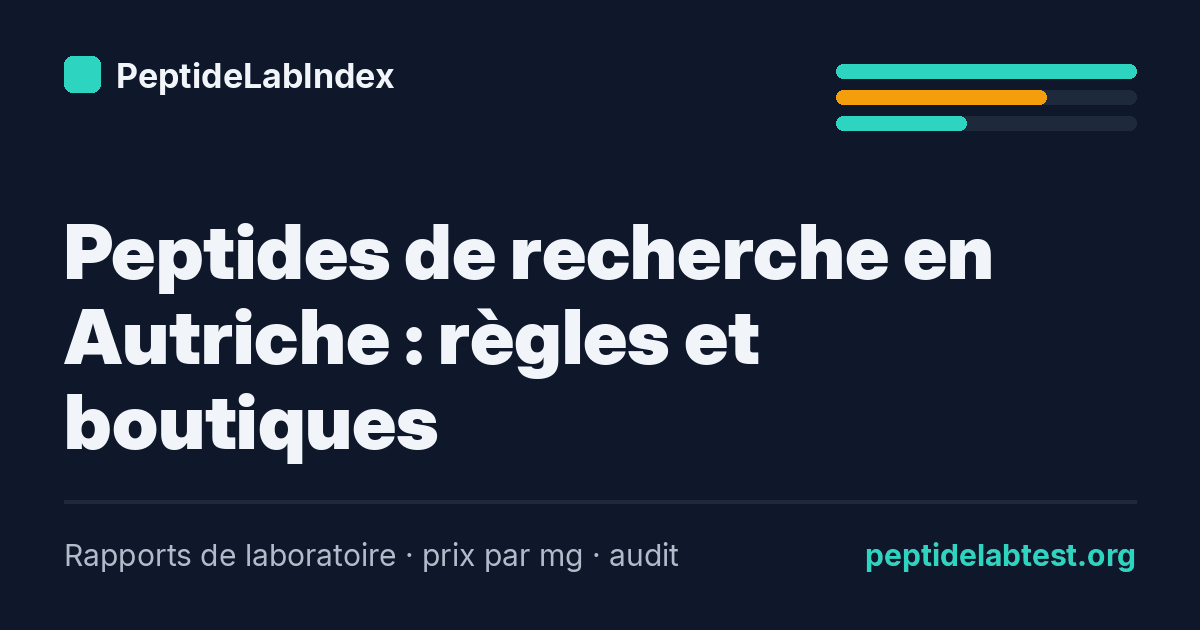 PeptideLabIndex
Peptides de recherche en
Autriche : règles et
boutiques
Rapports de laboratoire · prix par mg · audit
peptidelabtest.org